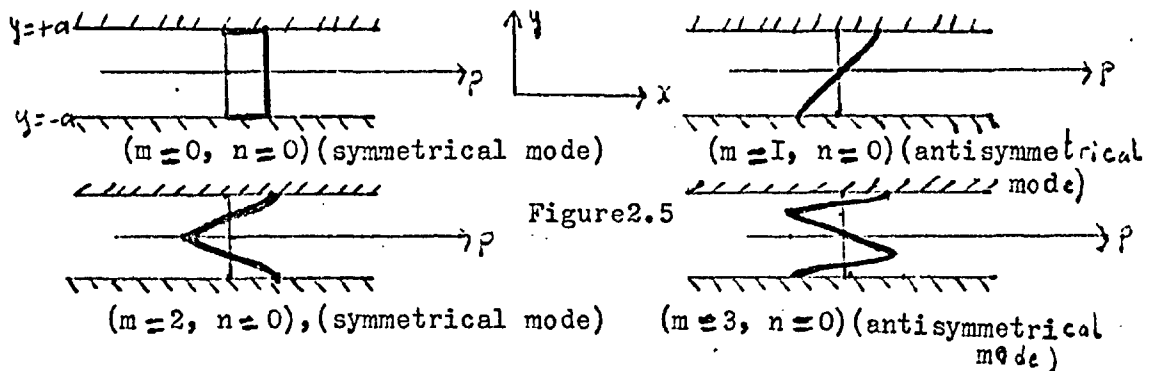 y=+a
p
y
x
p
y=-a
(m=0, n=0)(symmetrical mode)
(m=I, n=0)(antisymmetrical
mode)
Figure2.5
p
p
(m=2, n=0),(symmetrical mode)
(m=3, n=0)(antisymmetrical
mode)